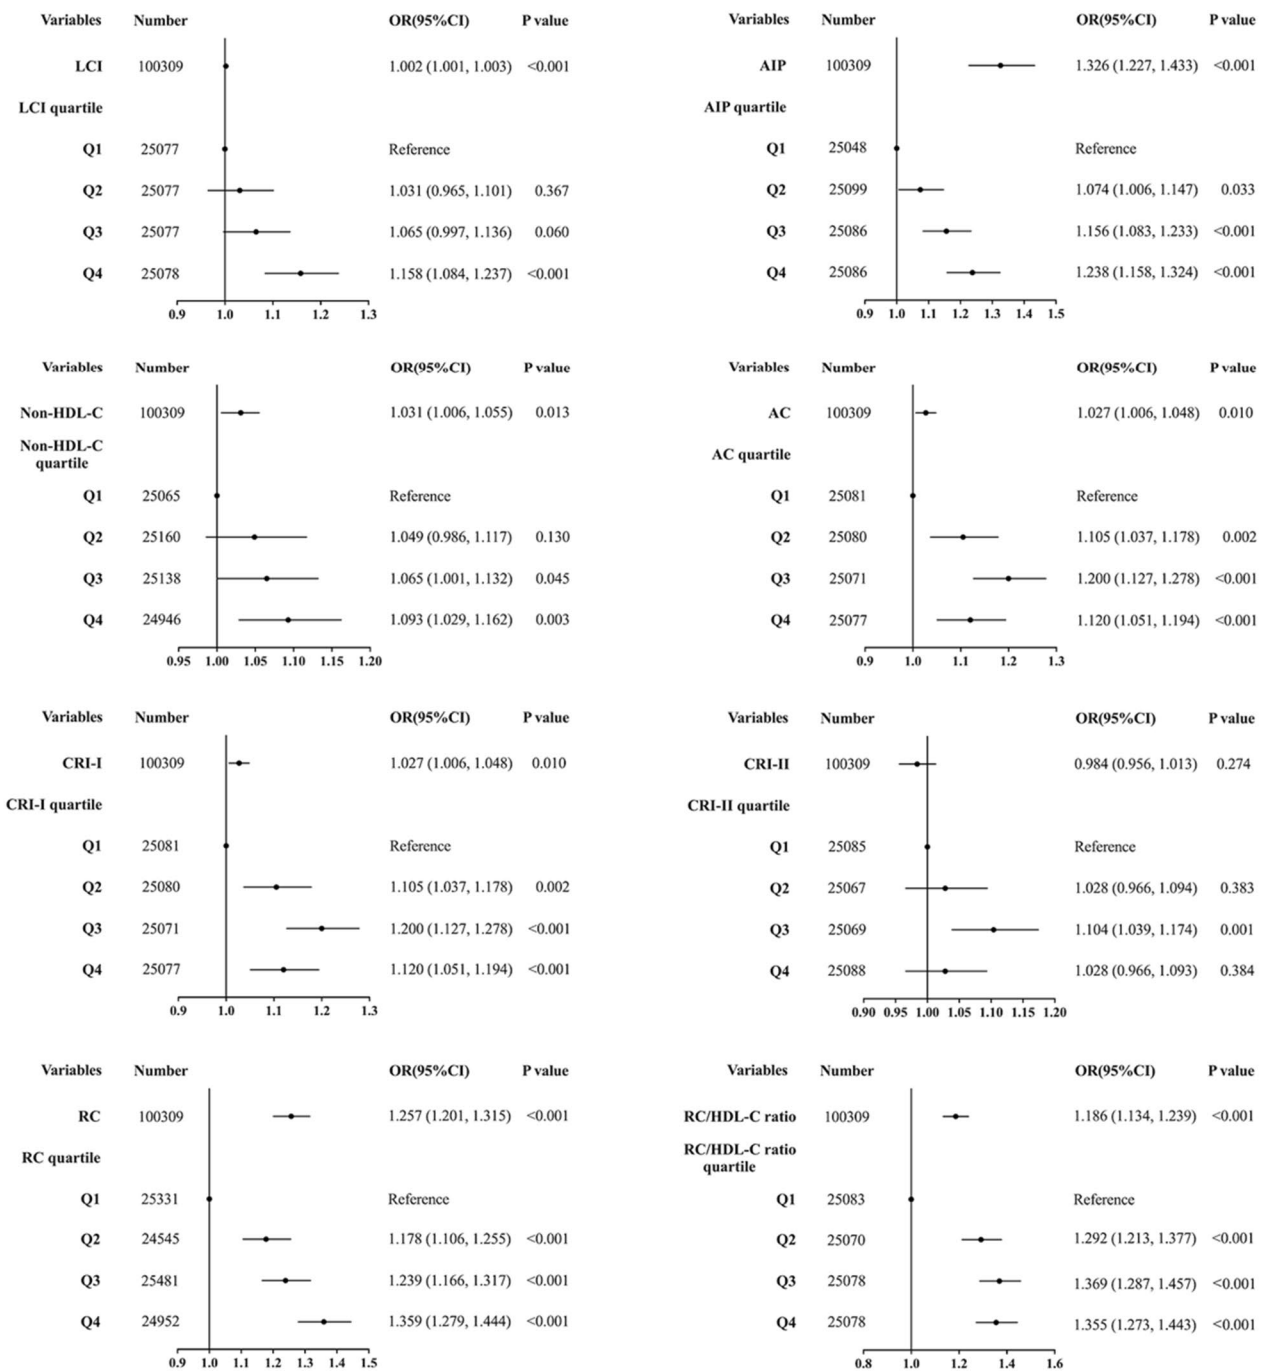 Variables Number OR(95%CI) P value
LCI 100309 1.002 (1.001, 1.003) <0.001
LCI quartile
Q1 25077 Reference
Q2 25077 1.031 (0.965, 1.101) 0.367
Q3 25077 1.065 (0.997, 1.136) 0.060
Q4 25078 1.158 (1.084, 1.237) <0.001
0.9 1.0 1.1 1.2 1.3
Variables Number OR(95%CI) P value
AIP 100309 1.326 (1.227, 1.433) <0.001
AIP quartile
Q1 25048 Reference
Q2 25099 1.074 (1.006, 1.147) 0.033
Q3 25086 1.156 (1.083, 1.233) <0.001
Q4 25086 1.238 (1.158, 1.324) <0.001
0.9 1.0 1.1 1.2 1.3 1.4 1.5
Variables Number OR(95%CI) P value
Non-HDL-C 100309 1.031 (1.006, 1.055) 0.013
Non-HDL-C
quartile
Q1 25065 Reference
Q2 25160 1.049 (0.986, 1.117) 0.130
Q3 25138 1.065 (1.001, 1.132) 0.045
Q4 24946 1.093 (1.029, 1.162) 0.003
0.95 1.00 1.05 1.10 1.15 1.20
Variables Number OR(95%CI) P value
AC 100309 1.027 (1.006, 1.048) 0.010
AC quartile
Q1 25081 Reference
Q2 25080 1.105 (1.037, 1.178) 0.002
Q3 25071 1.200 (1.127, 1.278) <0.001
Q4 25077 1.120 (1.051, 1.194) <0.001
0.9 1.0 1.1 1.2 1.3
Variables Number OR(95%CI) P value
CRI-I 100309 1.027 (1.006, 1.048) 0.010
CRI-I quartile
Q1 25081 Reference
Q2 25080 1.105 (1.037, 1.178) 0.002
Q3 25071 1.200 (1.127, 1.278) <0.001
Q4 25077 1.120 (1.051, 1.194) <0.001
0.9 1.0 1.1 1.2 1.3
Variables Number OR(95%CI) P value
CRI-II 100309 0.984 (0.956, 1.013) 0.274
CRI-II quartile
Q1 25085 Reference
Q2 25067 1.028 (0.966, 1.094) 0.383
Q3 25069 1.104 (1.039, 1.174) 0.001
Q4 25088 1.028 (0.966, 1.093) 0.384
0.90 0.95 1.00 1.05 1.10 1.15 1.20
Variables Number OR(95%CI) P value
RC 100309 1.257 (1.201, 1.315) <0.001
RC quartile
Q1 25331 Reference
Q2 24545 1.178 (1.106, 1.255) <0.001
Q3 25481 1.239 (1.166, 1.317) <0.001
Q4 24952 1.359 (1.279, 1.444) <0.001
0.9 1.0 1.1 1.2 1.3 1.4 1.5
Variables Number OR(95%CI) P value
RC/HDL-C ratio 100309 1.186 (1.134, 1.239) <0.001
RC/HDL-C ratio
quartile
Q1 25083 Reference
Q2 25070 1.292 (1.213, 1.377) <0.001
Q3 25078 1.369 (1.287, 1.457) <0.001
Q4 25078 1.355 (1.273, 1.443) <0.001
0.8 1.0 1.2 1.4 1.6